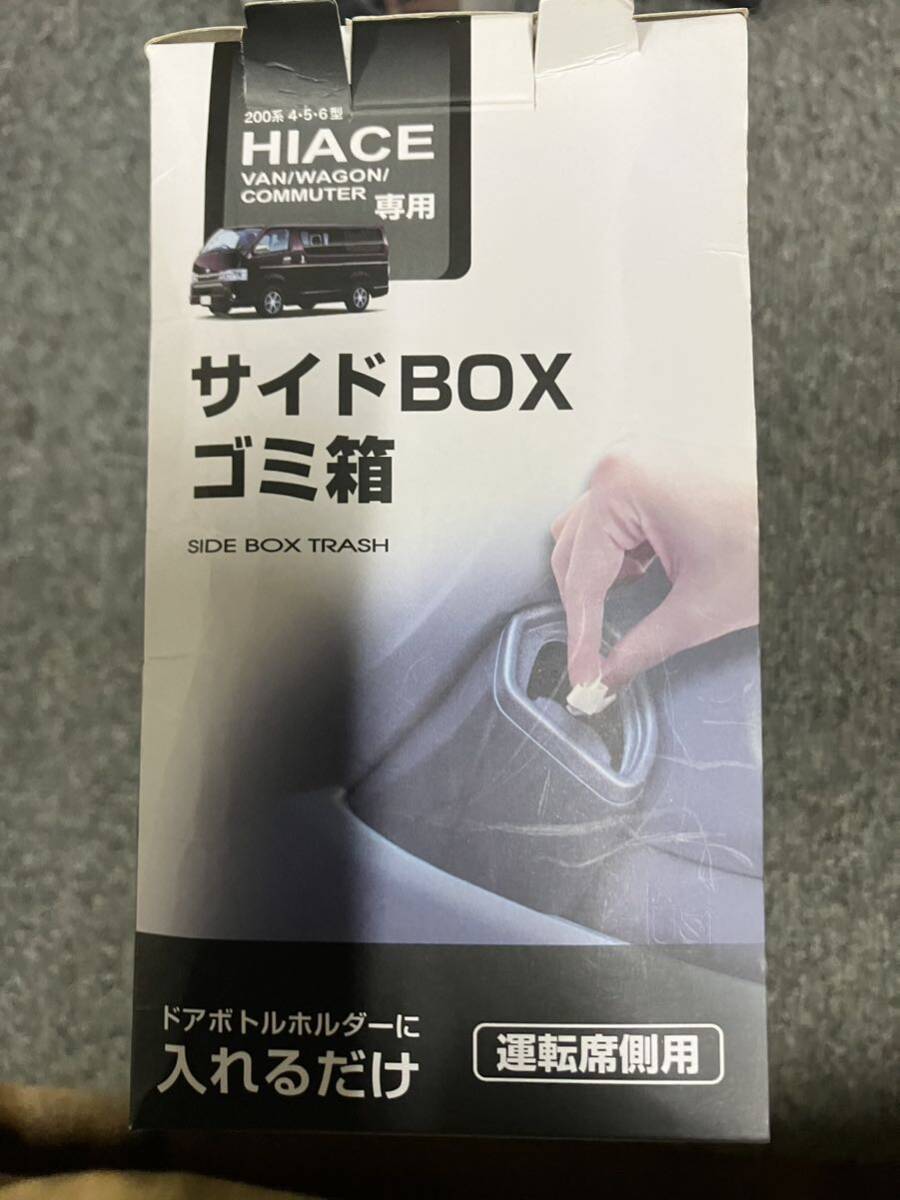 200系 4・5・6型
HIACE
VAN/WAGON/
COMMUTER 専用
サイドBOX
ゴミ箱
SIDE BOX TRASH
ドアボトルホルダーに
入れるだけ
運転席側用